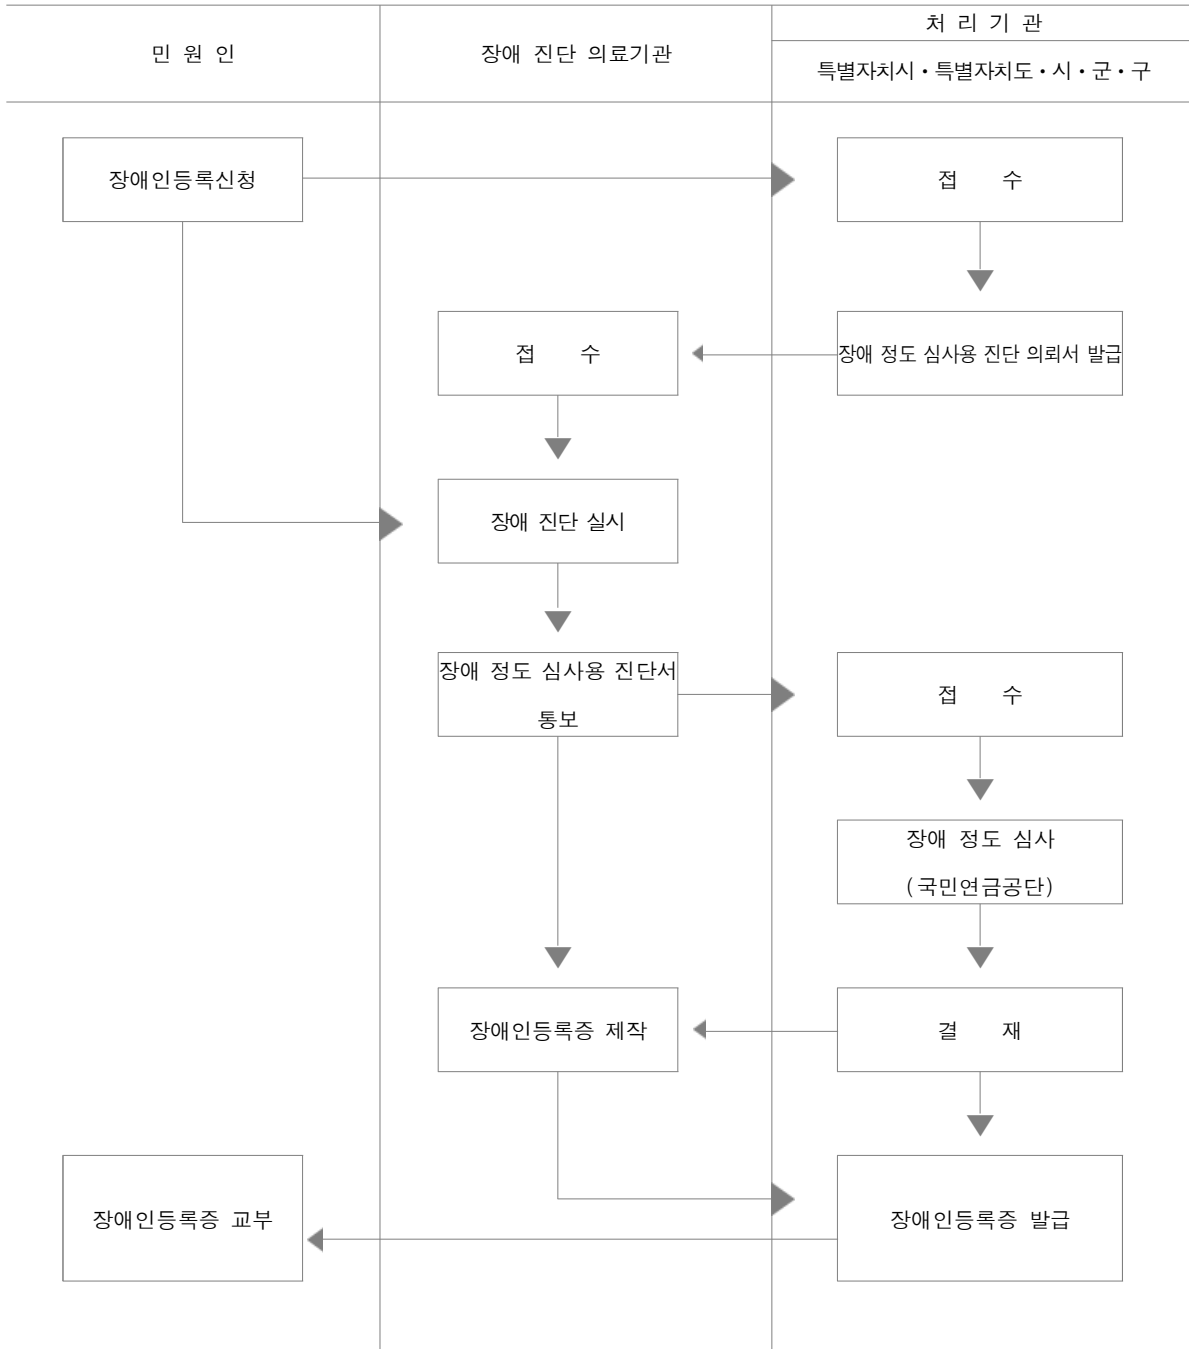 민 원 인
장애 진단 의료기관
처 리 기 관
특별자치시ㆍ특별자치도ㆍ시ㆍ군ㆍ구
장애인등록신청
접 수
접 수
장애 정도 심사용 진단 의뢰서 발급
장애 진단 실시
장애 정도 심사용 진단서
통보
접 수
장애 정도 심사
(국민연금공단)
장애인등록증 제작
결 재
장애인등록증 교부
장애인등록증 발급